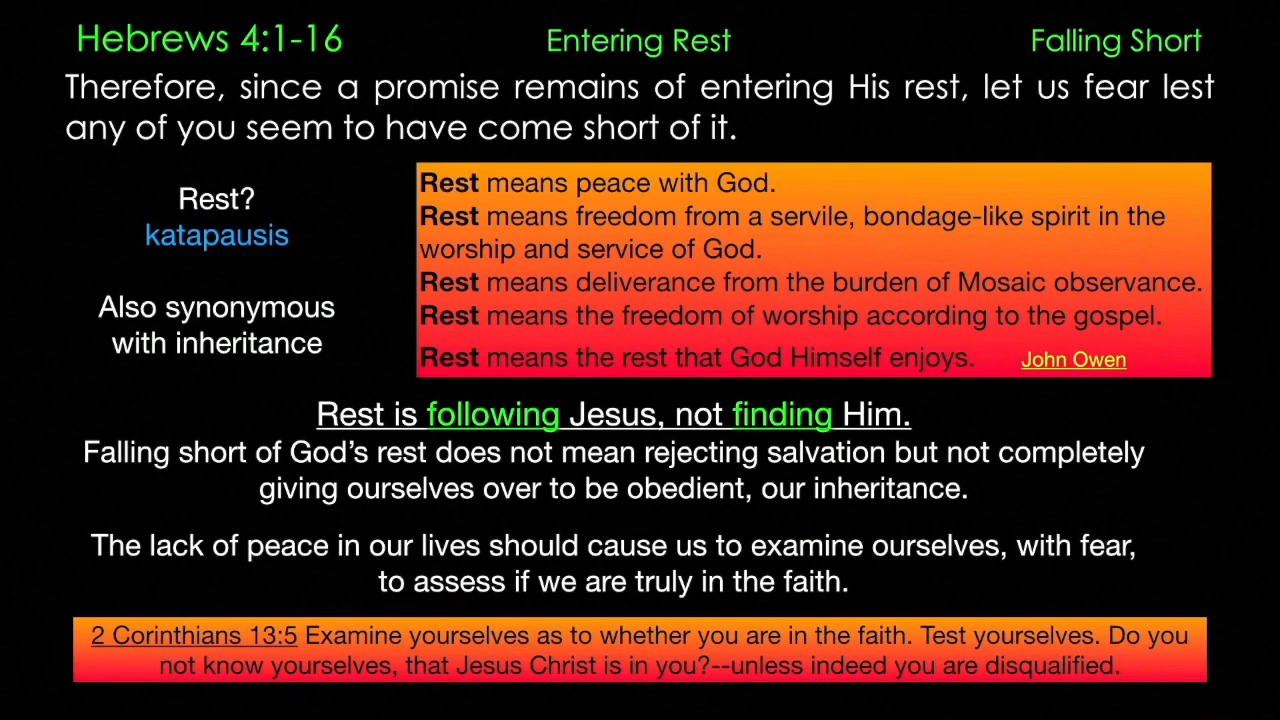 Hebrews 4:1-16 Entering Rest Falling Short
Therefore, since a promise remains of entering His rest, let us fear lest
any of you seem to have come short of it.
Rest?
katapausis
Also synonymous
with inheritance
Rest means peace with God.
Rest means freedom from a servile, bondage-like spirit in the
worship and service of God.
Rest means deliverance from the burden of Mosaic observance.
Rest means the freedom of worship according to the gospel.
Rest means the rest that God Himself enjoys. John Owen
Rest is following Jesus, not finding Him.
Falling short of God’s rest does not mean rejecting salvation but not completely
giving ourselves over to be obedient, our inheritance.
The lack of peace in our lives should cause us to examine ourselves, with fear,
to assess if we are truly in the faith.
2 Corinthians 13:5 Examine yourselves as to whether you are in the faith. Test yourselves. Do you
not know yourselves, that Jesus Christ is in you?--unless indeed you are disqualified.